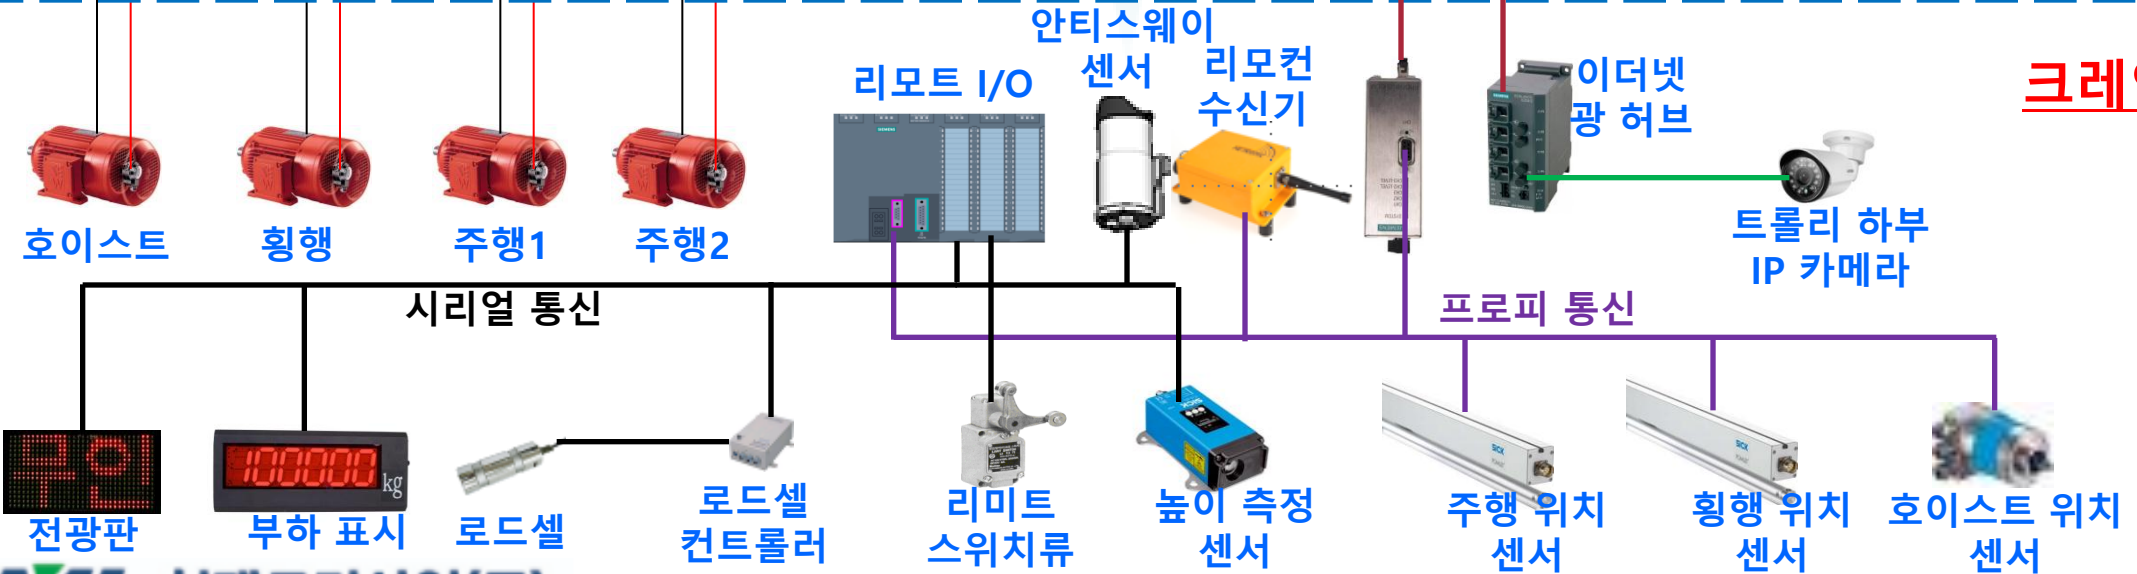 안티스웨이
센서
리모컨
수신기
리모트 I/O
이더넷
광 허브
크레
트롤리 하부
IP 카메라
호이스트
횡행
주행1
주행2
시리얼 통신
프로피 통신
무인
100000 kg
SICK
SICK
SICK
전광판
부하 표시
로드셀
로드셀
컨트롤러
리미트
스위치류
높이 측정
센서
주행 위치
센서
횡행 위치
센서
호이스트 위치
센서